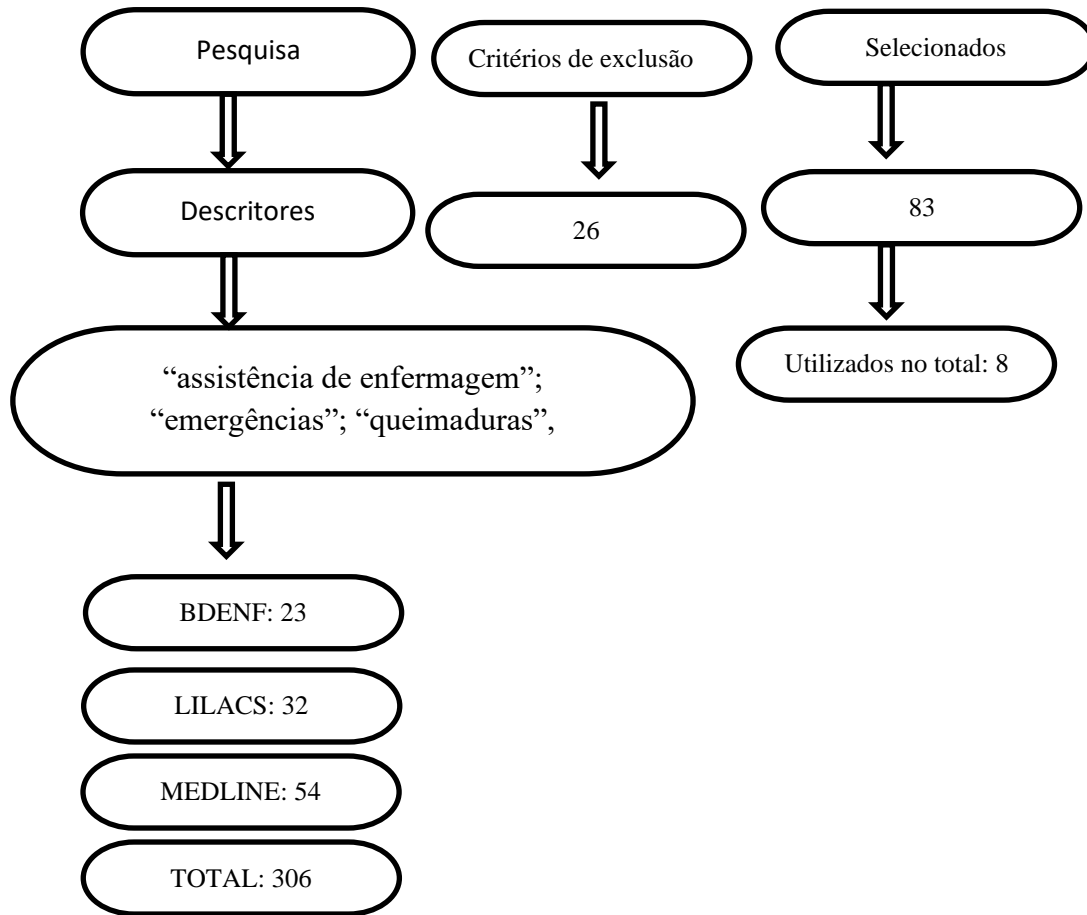 Pesquisa
Descritores
“assistência de enfermagem”;
“emergências”; “queimaduras”,
BDENF: 23
LILACS: 32
MEDLINE: 54
TOTAL: 306
Critérios de exclusão
26
Selecionados
83
Utilizados no total: 8